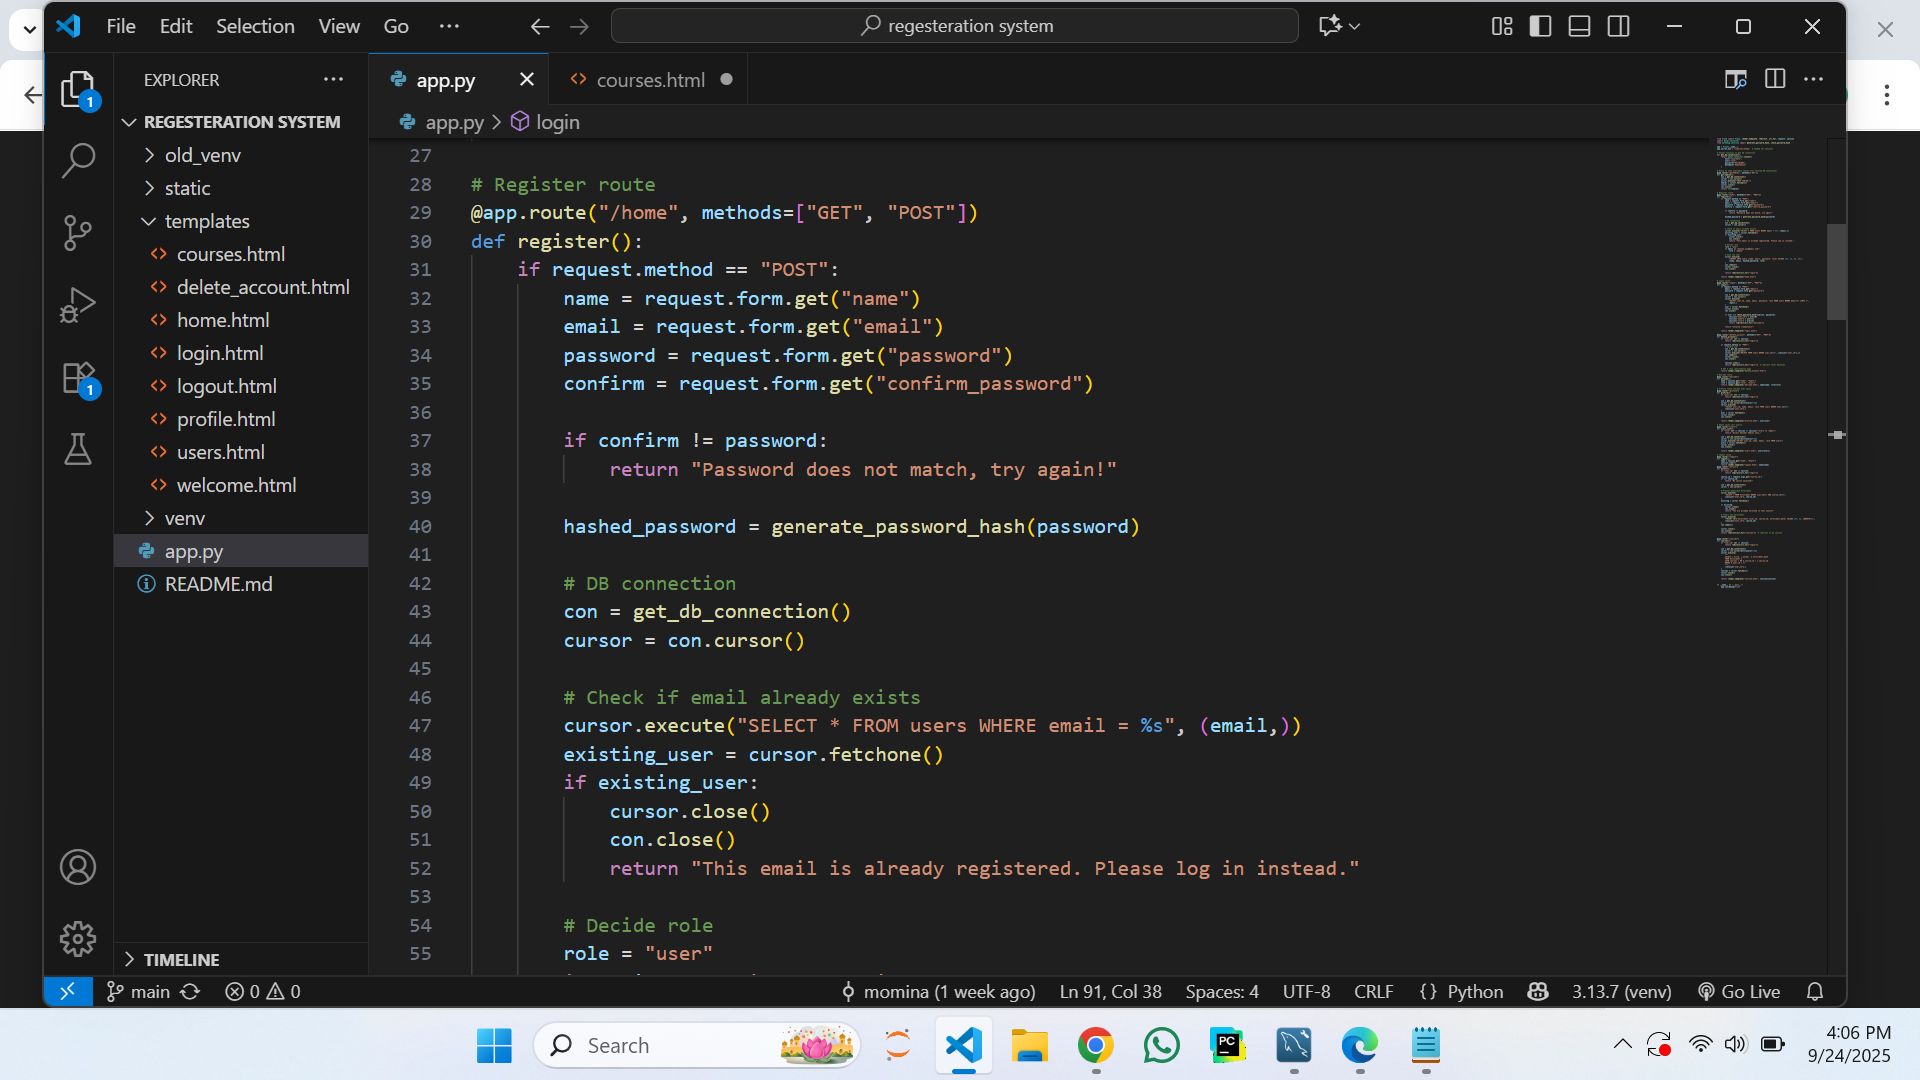 File Edit Selection View Go ···
regesteration system
EXPLORER
REGESTERATION SYSTEM
old_venv
static
templates
courses.html
delete_account.html
home.html
login.html
logout.html
profile.html
users.html
welcome.html
venv
app.py
README.md
TIMELINE
1
1
app.py
courses.html
app.py > login
27
28 # Register route
29 @app.route("/home", methods=["GET", "POST"])
30 def register():
31 if request.method == "POST":
32 name = request.form.get("name")
33 email = request.form.get("email")
34 password = request.form.get("password")
35 confirm = request.form.get("confirm_password")
36
37 if confirm != password:
38 return "Password does not match, try again!"
39
40 hashed_password = generate_password_hash(password)
41
42 # DB connection
43 con = get_db_connection()
44 cursor = con.cursor()
45
46 # Check if email already exists
47 cursor.execute("SELECT * FROM users WHERE email = %s", (email,))
48 existing_user = cursor.fetchone()
49 if existing_user:
50 cursor.close()
51 con.close()
52 return "This email is already registered. Please log in instead."
53
54 # Decide role
55 role = "user"
main 0 0 momina (1 week ago) Ln 91, Col 38 Spaces: 4 UTF-8 CRLF {} Python 3.13.7 (venv) Go Live
Search
PC
4:06 PM
9/24/2025